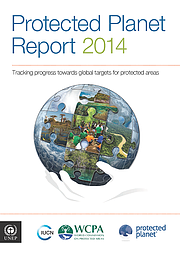 Protected Planet
Report 2014
Tracking progress towards global targets for protected areas
UNEP
IUCN
WCPA
protected
planet